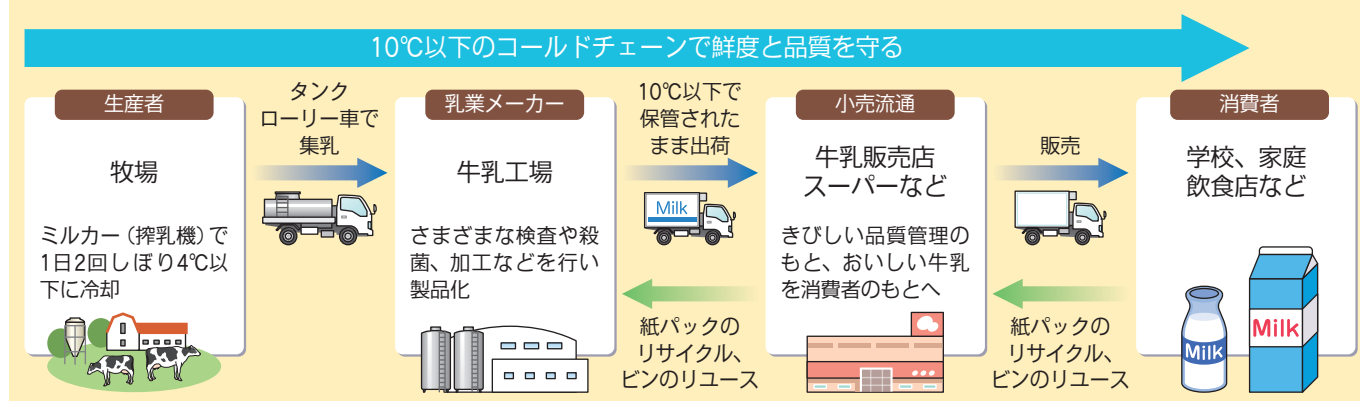 10℃以下のコールドチェーンで鮮度と品質を守る
生産者
牧場
ミルカー（搾乳機）で
1日2回しぼり4℃以
下に冷却
タンク
ローリー車で
集乳
乳業メーカー
牛乳工場
さまざまな検査や殺
菌、加工などを行い
製品化
10℃以下で
保管された
まま出荷
Milk
紙パックの
リサイクル、
ビンのリユース
小売流通
牛乳販売店
スーパーなど
きびしい品質管理の
もと、おいしい牛乳
を消費者のもとへ
販売
紙パックの
リサイクル、
ビンのリユース
消費者
学校、家庭
飲食店など
Milk
Milk